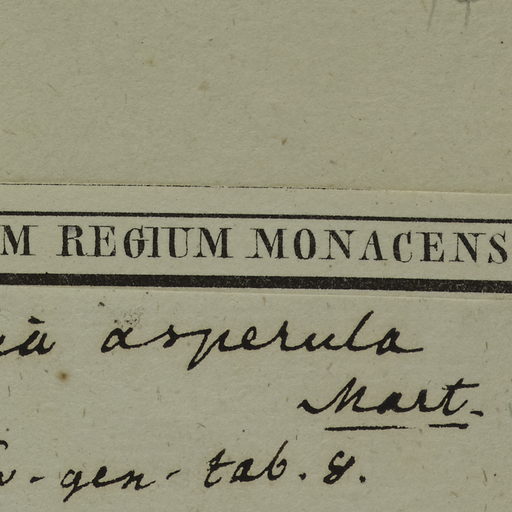 M REGIUM MONACENS
asperula
Mart.
gen. tab. 8.